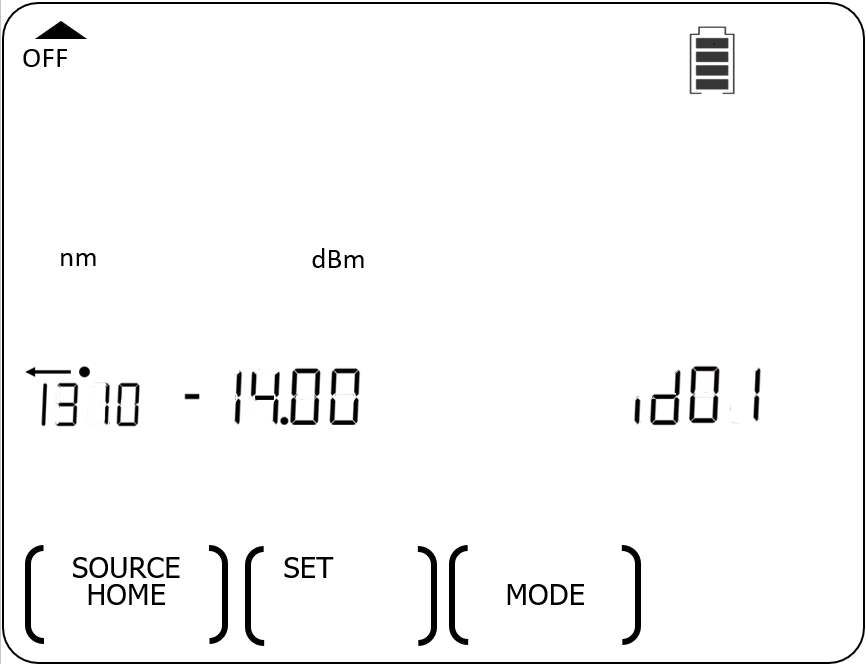 OFF
nm dBm
1310 - 14.00 id01
SOURCE SET
HOME MODE